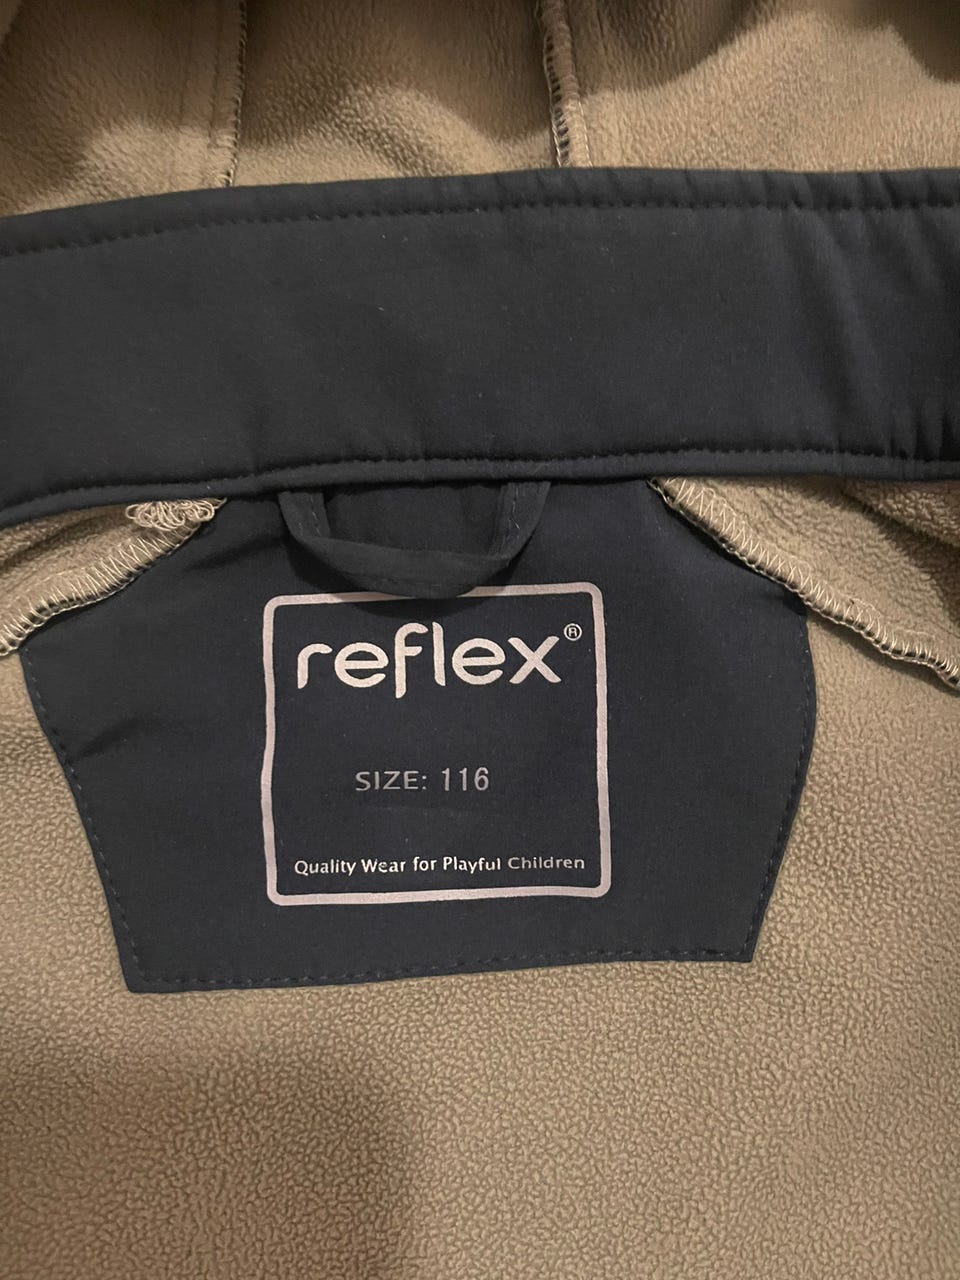 reflex®
SIZE: 116
Quality Wear for Playful Children